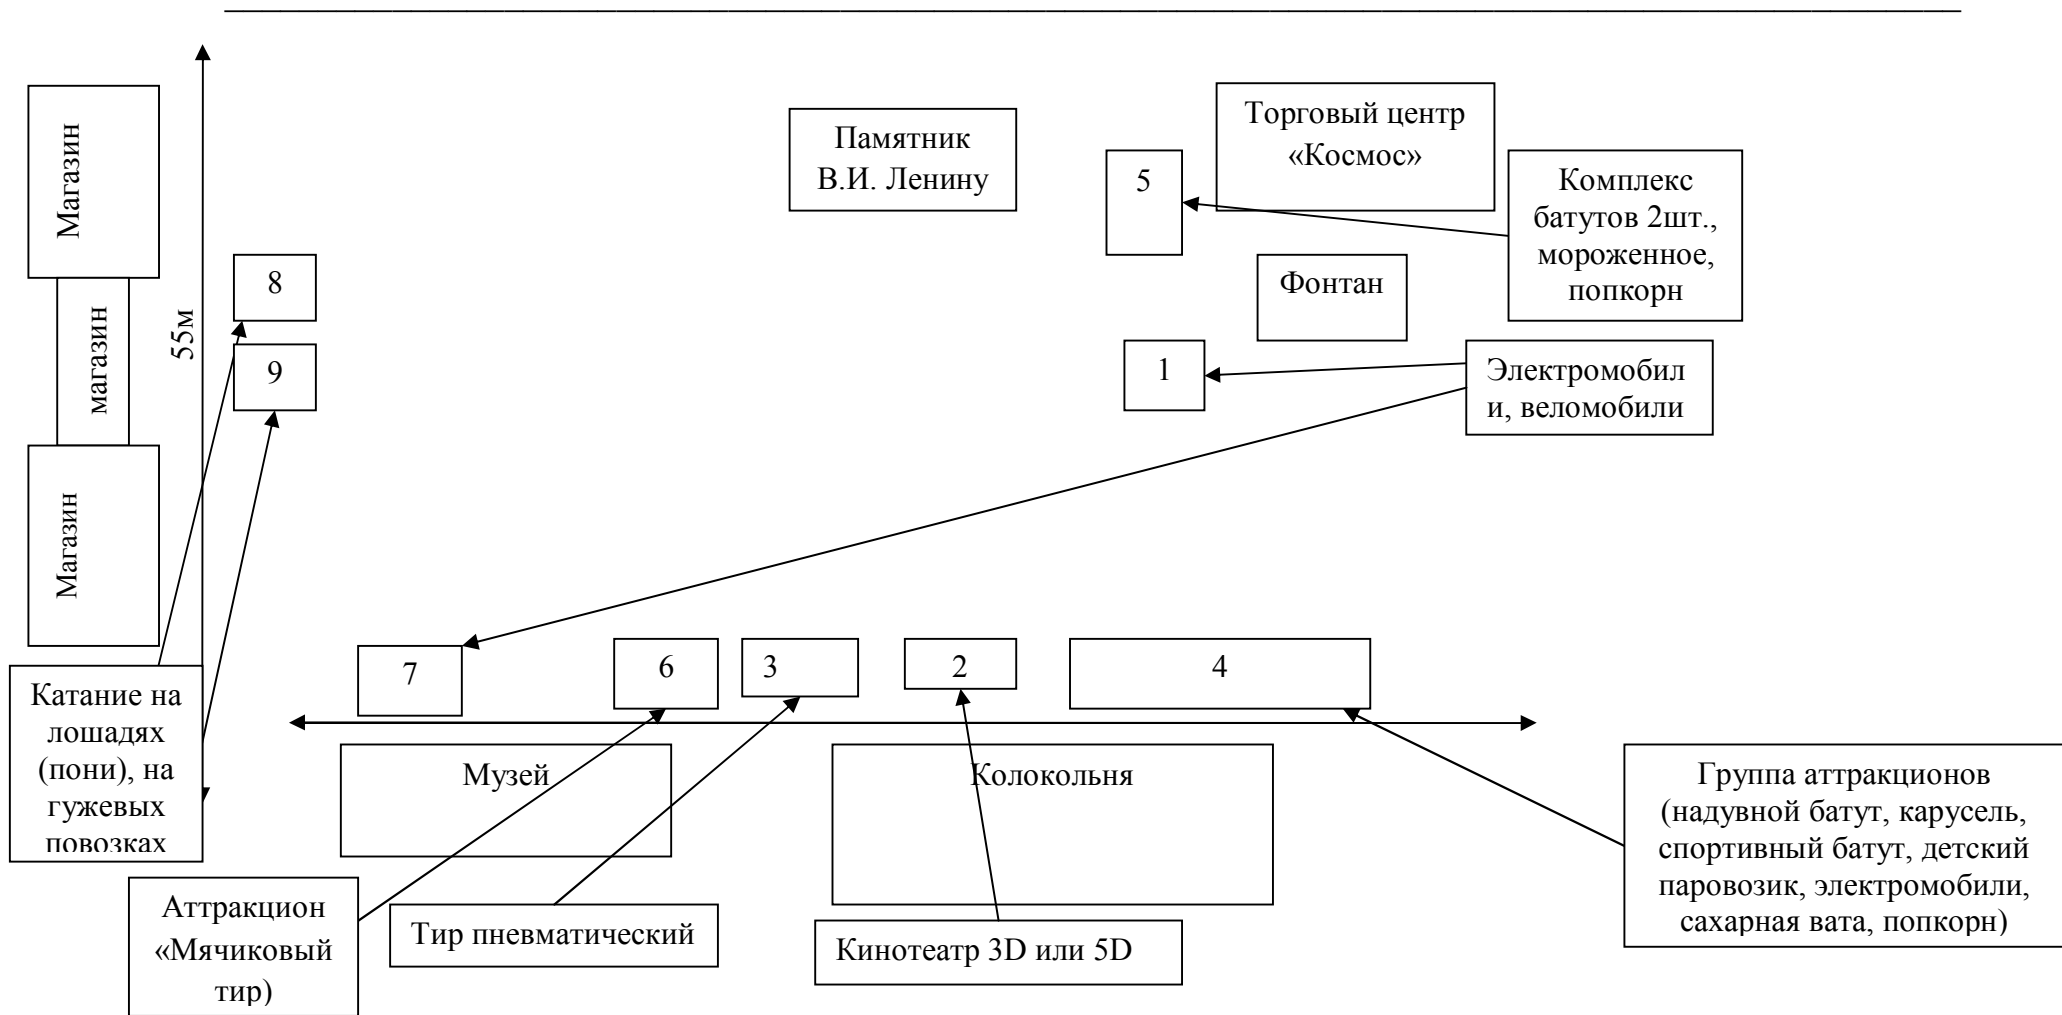 Магазин
магазин
Магазин
55м
Памятник
В.И. Ленину
Торговый центр
«Космос»
5
Комплекс
батутов 2шт.,
мороженное,
попкорн
8
Фонтан
9
1
Электромобил
и, веломобили
7
6
3
2
4
Катание на
лошадях
(пони), на
гужевых
повозках
Музей
Колокольня
Группа аттракционов
(надувной батут, карусель,
спортивный батут, детский
паровозик, электромобили,
сахарная вата, попкорн)
Аттракцион
«Мячиковый
тир)
Тир пневматический
Кинотеатр 3D или 5D